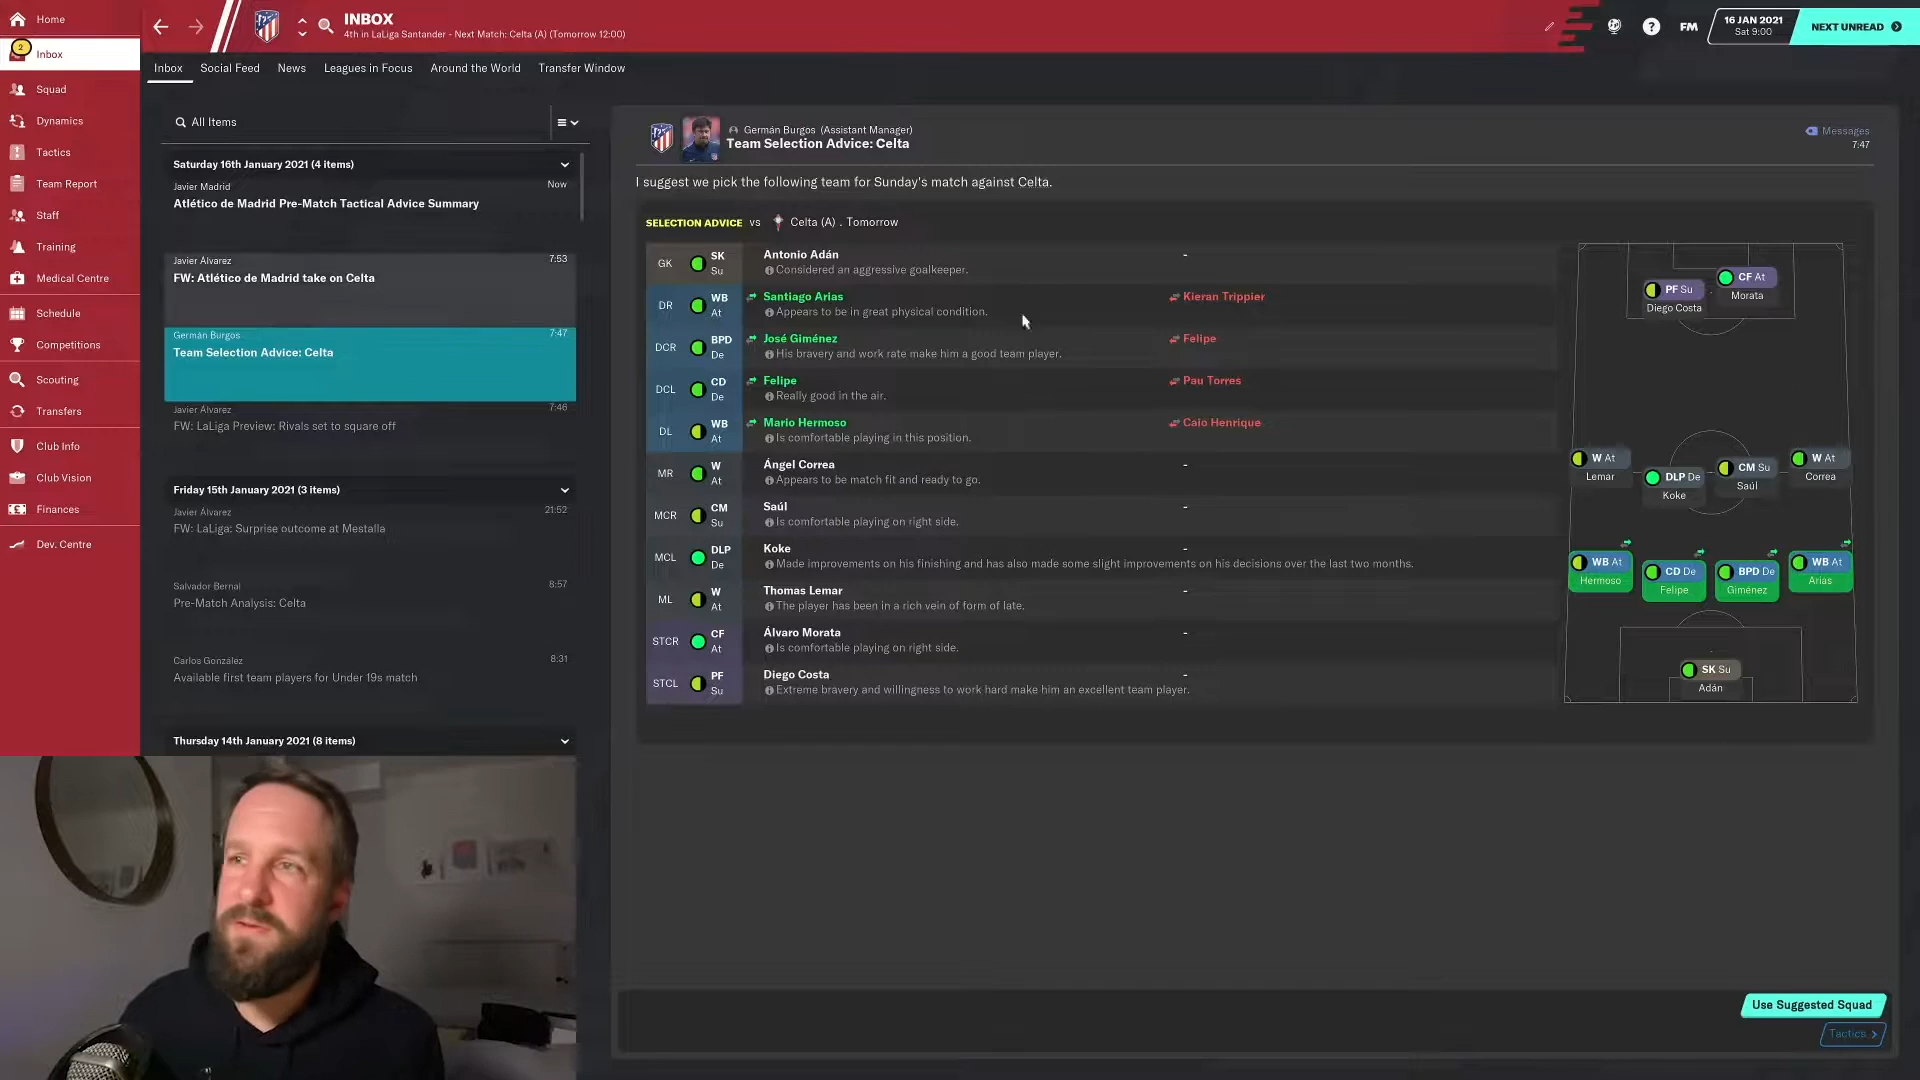 Home
2
Inbox
Squad
Dynamics
Tactics
Team Report
Staff
Training
Medical Centre
Schedule
Competitions
Scouting
Transfers
Club Info
Club Vision
Finances
Dev. Centre
INBOX
4th in LaLiga Santander - Next Match: Celta (A) (Tomorrow 12:00)
FM
16 JAN 2021
Sat 9:00
NEXT UNREAD
Inbox Social Feed News Leagues in Focus Around the World Transfer Window
All Items
Saturday 16th January 2021 (4 items)
Javier Madrid Now
Atlético de Madrid Pre-Match Tactical Advice Summary
Javier Álvarez 7:53
FW: Atlético de Madrid take on Celta
Germán Burgos 7:47
Team Selection Advice: Celta
Javier Álvarez 7:46
FW: LaLiga Preview: Rivals set to square off
Friday 15th January 2021 (3 items)
Javier Álvarez 21:52
FW: LaLiga: Surprise outcome at Mestalla
Salvador Bernal 8:57
Pre-Match Analysis: Celta
Carlos González 8:31
Available first team players for Under 19s match
Thursday 14th January 2021 (8 items)
Germán Burgos (Assistant Manager)
Team Selection Advice: Celta
Messages
7:47
I suggest we pick the following team for Sunday's match against Celta.
SELECTION ADVICE vs Celta (A) . Tomorrow
GK SK Su Antonio Adán -
Considered an aggressive goalkeeper.
DR WB At Santiago Arias Kieran Trippier
Appears to be in great physical condition.
DCR BPD De José Giménez Felipe
His bravery and work rate make him a good team player.
DCL CD De Felipe Pau Torres
Really good in the air.
DL WB At Mario Hermoso Caio Henrique
Is comfortable playing in this position.
MR W At Ángel Correa -
Appears to be match fit and ready to go.
MCR CM Su Saúl -
Is comfortable playing on right side.
MCL DLP De Koke -
Made improvements on his finishing and has also made some slight improvements on his decisions over the last two months.
ML W At Thomas Lemar -
The player has been in a rich vein of form of late.
STCR CF At Álvaro Morata -
Is comfortable playing on right side.
STCL PF Su Diego Costa -
Extreme bravery and willingness to work hard make him an excellent team player.
CF At
Morata
PF Su
Diego Costa
W At
Lemar
DLP De
Koke
CM Su
Saúl
W At
Correa
WB At
Hermoso
CD De
Felipe
BPD De
Giménez
WB At
Arias
SK Su
Adán
Use Suggested Squad
Tactics >